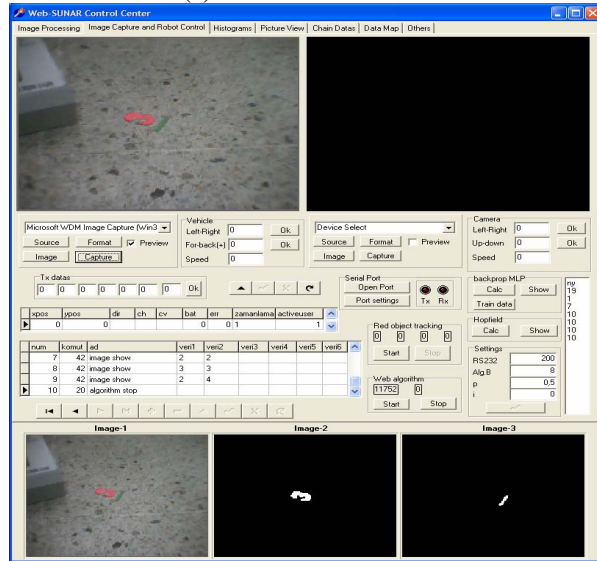 Web-SUNAR Control Center
Image Processing Image Capture and Robot Control Histograms Picture View Chain Datas Data Map Others
Microsoft WDM Image Capture (Win3
Source Format Preview
Image Capture
Vehicle
Left-Right 0 Ok
For-back(+) 0 Ok
Speed 0
Device Select
Source Format Preview
Image Capture
Camera
Left-Right 0 Ok
Up-down 0 Ok
Speed 0
Tx datas
0 0 0 0 0 0 Ok
Serial Port
Open Port
Port settings Tx Rx
backprop MLP
Calc Show
Train data
ny
19
1
7
10
10
10
10
xpos ypos dir ch cv bat err zamanlama activeuser
0 0 0 0 1 1
Red object tracking
0 0 0 0
Start Stop
Hopfield
Calc Show
num komut ad veri1 veri2 veri3 veri4 veri5 veri6
7 42 image show 2 2
8 42 image show 3 3
9 42 image show 2 4
10 20 algorithm stop
Web algorithm
11752 0
Start Stop
Settings
RS232 200
Alg.B 8
p 0,5
i 0
Image-1 Image-2 Image-3